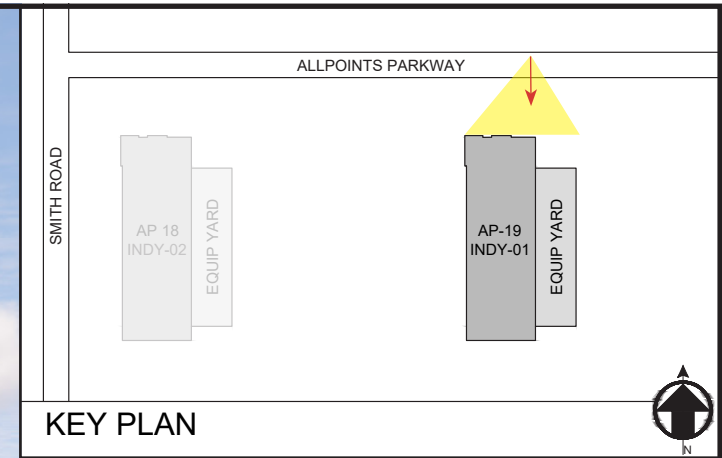 ALLPOINTS PARKWAY
SMITH ROAD
AP 18
INDY-02
EQUIP YARD
AP-19
INDY-01
EQUIP YARD
KEY PLAN
N